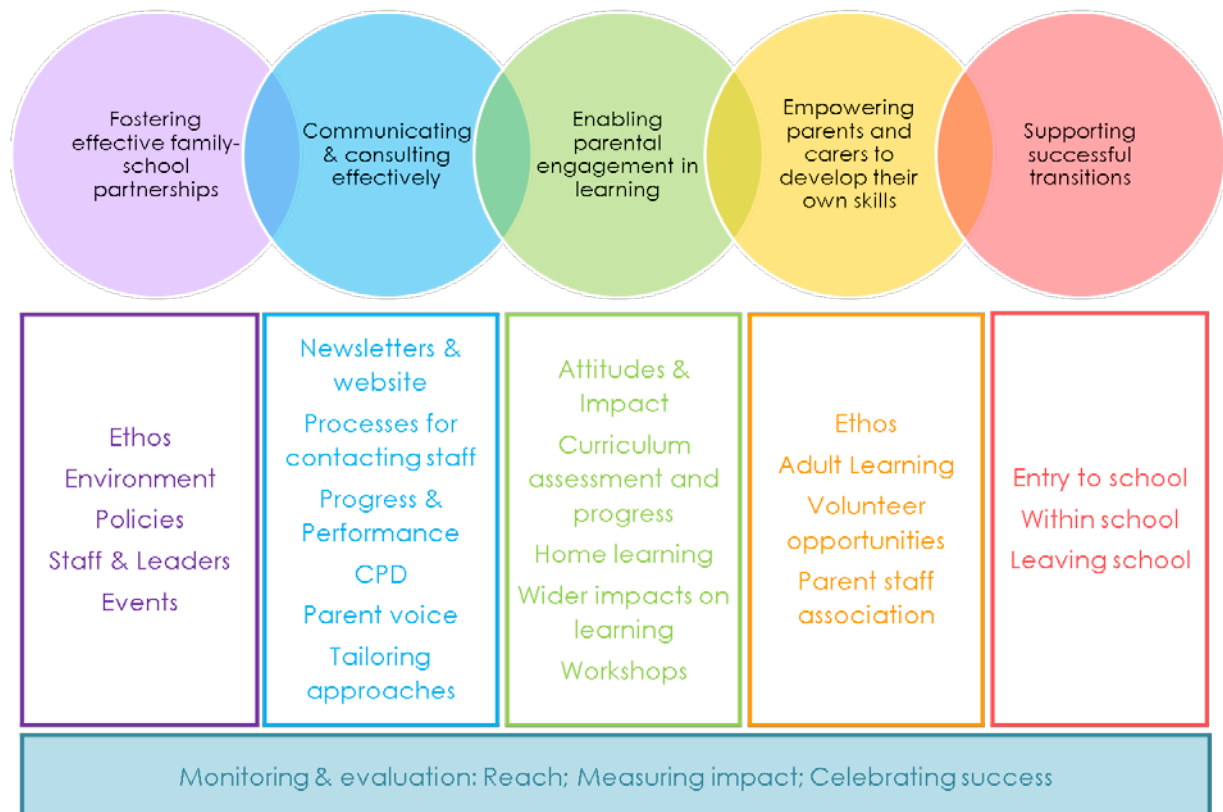 Fostering
effective family-
school
partnerships
Communicating
& consulting
effectively
Enabling
parental
engagement in
learning
Empowering
parents and
carers to
develop their
own skills
Supporting
successful
transitions
Ethos
Environment
Policies
Staff & Leaders
Events
Newsletters &
website
Processes for
contacting staff
Progress &
Performance
CPD
Parent voice
Tailoring
approaches
Attitudes &
Impact
Curriculum
assessment and
progress
Home learning
Wider impacts on
learning
Workshops
Ethos
Adult Learning
Volunteer
opportunities
Parent staff
association
Entry to school
Within school
Leaving school
Monitoring & evaluation: Reach; Measuring impact; Celebrating success